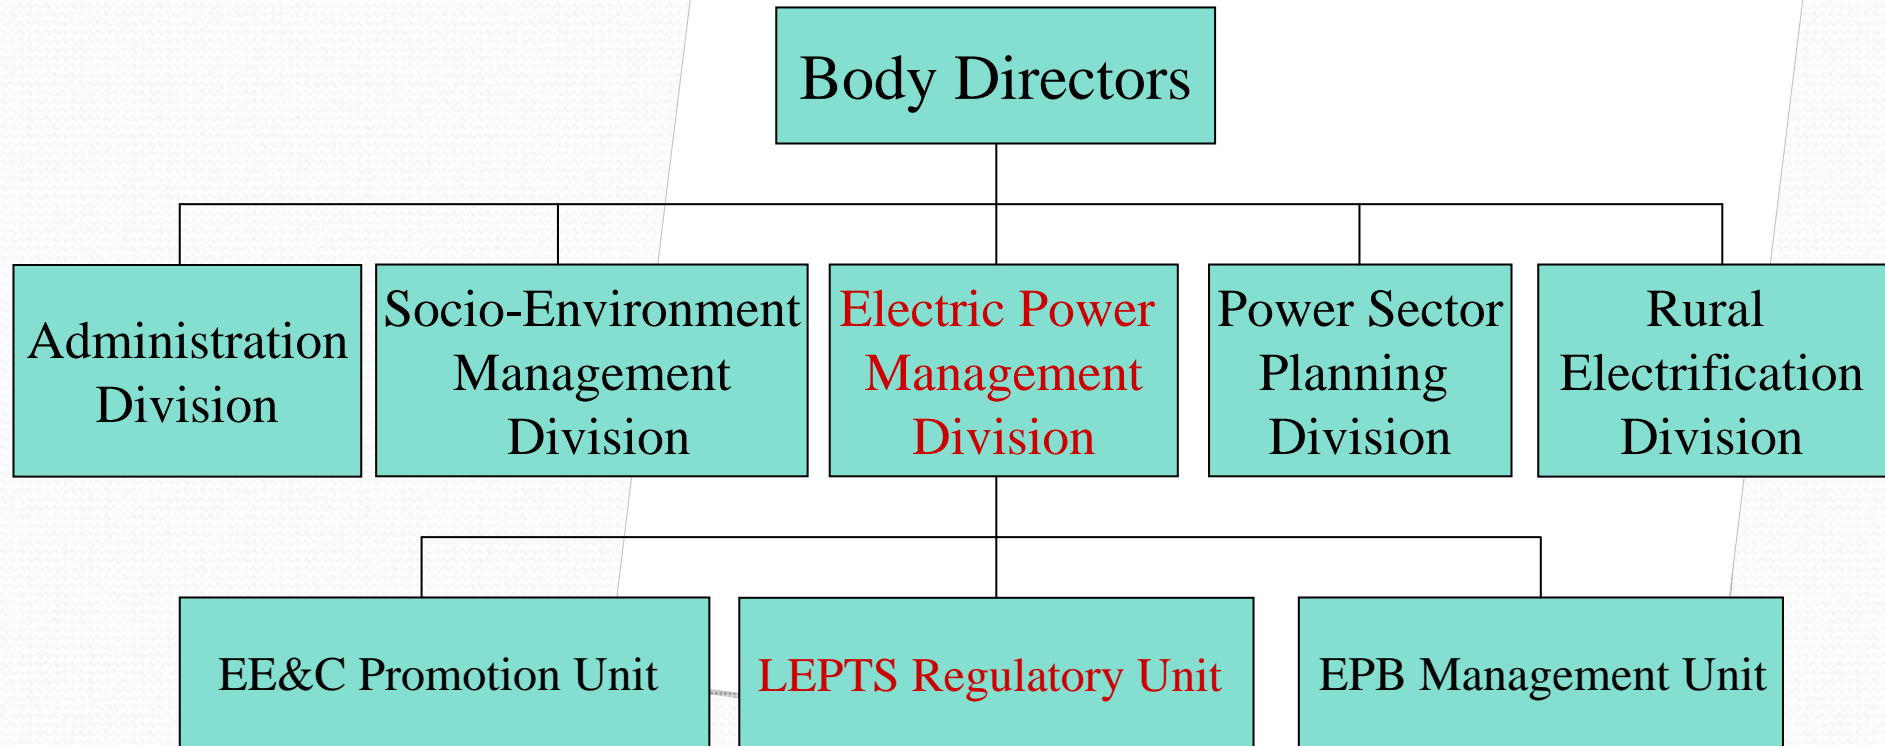 Body Directors
Administration
Division
Socio-Environment
Management
Division
Electric Power
Management
Division
Power Sector
Planning
Division
Rural
Electrification
Division
EE&C Promotion Unit
LEPTS Regulatory Unit
EPB Management Unit